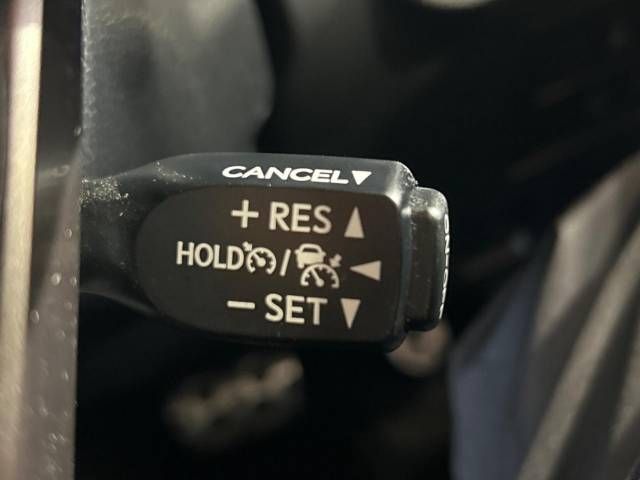 CANCEL▼
+ RES ▲
HOLD / ◄
− SET ▼